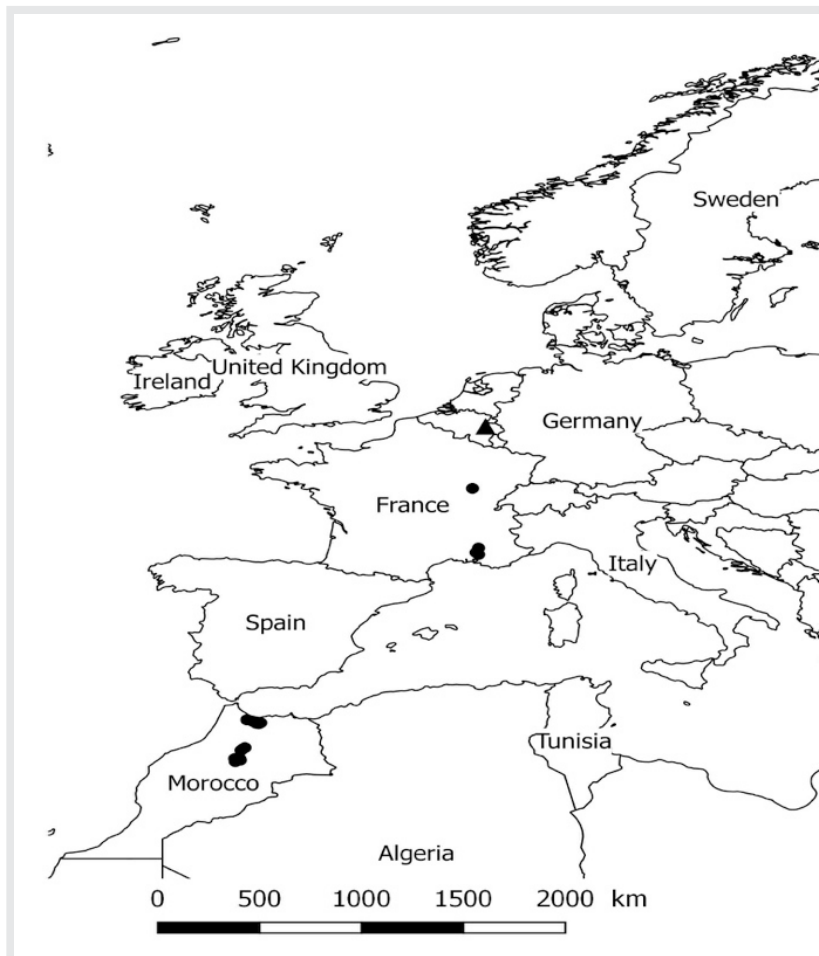 Sweden
United Kingdom
Ireland
Germany
France
Italy
Spain
Tunisia
Morocco
Algeria
0 500 1000 1500 2000 km